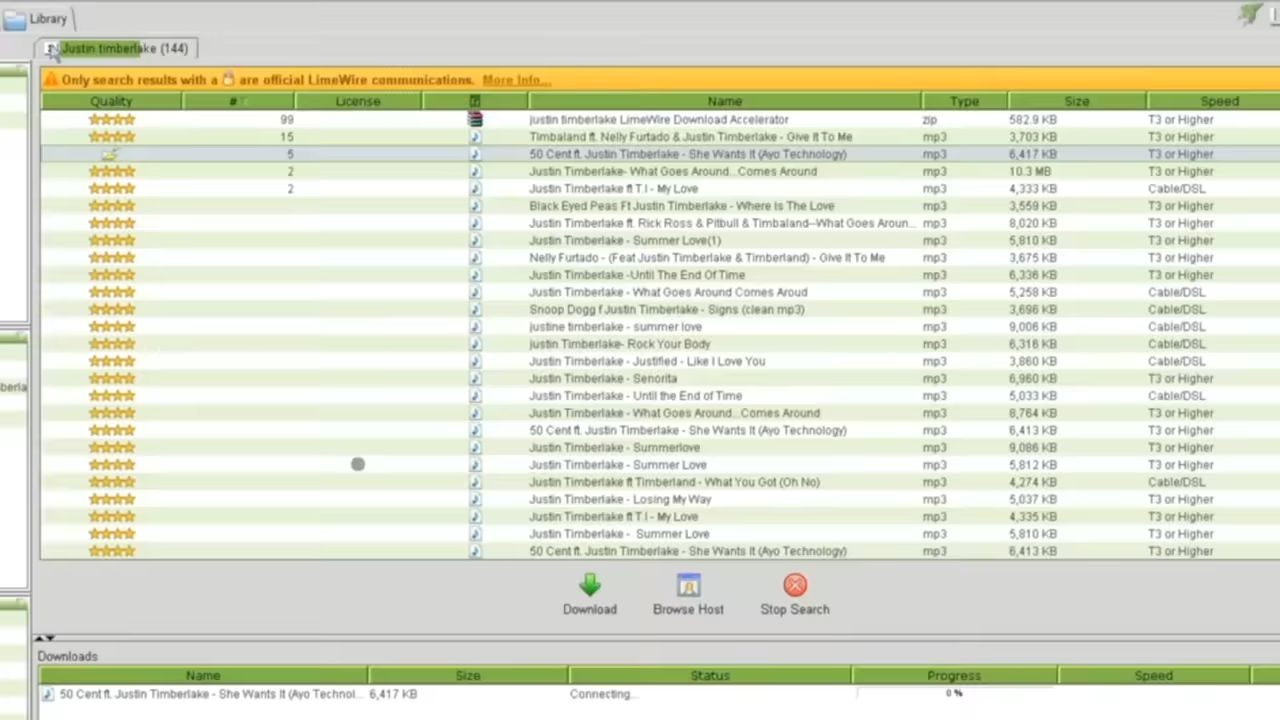 Library
Justin timberlake (144)
Only search results with a are official LimeWire communications. More Info...
Quality # License Name Type Size Speed
99 justin timberlake LimeWire Download Accelerator zip 582.9 KB T3 or Higher
15 Timbaland ft. Nelly Furtado & Justin Timberlake - Give It To Me mp3 3,703 KB T3 or Higher
5 50 Cent ft. Justin Timberlake - She Wants It (Ayo Technology) mp3 6,417 KB T3 or Higher
2 Justin Timberlake- What Goes Around...Comes Around mp3 10.3 MB T3 or Higher
2 Justin Timberlake ft T.I - My Love mp3 4,333 KB Cable/DSL
Black Eyed Peas Ft Justin Timberlake - Where Is The Love mp3 3,559 KB T3 or Higher
Justin Timberlake ft. Rick Ross & Pitbull & Timbaland--What Goes Aroun... mp3 8,020 KB T3 or Higher
Justin Timberlake - Summer Love(1) mp3 5,810 KB T3 or Higher
Nelly Furtado - (Feat Justin Timberlake & Timberland) - Give It To Me mp3 3,675 KB T3 or Higher
Justin Timberlake -Until The End Of Time mp3 6,336 KB T3 or Higher
Justin Timberlake - What Goes Around Comes Aroud mp3 5,258 KB Cable/DSL
Snoop Dogg f Justin Timberlake - Signs (clean mp3) mp3 3,696 KB Cable/DSL
justine timberlake - summer love mp3 9,006 KB Cable/DSL
justin Timberlake- Rock Your Body mp3 6,316 KB Cable/DSL
Justin Timberlake - Justified - Like I Love You mp3 3,860 KB Cable/DSL
Justin Timberlake - Senorita mp3 6,960 KB T3 or Higher
Justin Timberlake - Until the End of Time mp3 5,033 KB Cable/DSL
Justin Timberlake - What Goes Around...Comes Around mp3 8,764 KB T3 or Higher
50 Cent ft. Justin Timberlake - She Wants It (Ayo Technology) mp3 6,413 KB T3 or Higher
Justin Timberlake - Summerlove mp3 9,086 KB T3 or Higher
Justin Timberlake - Summer Love mp3 5,812 KB T3 or Higher
Justin Timberlake ft Timberland - What You Got (Oh No) mp3 4,274 KB Cable/DSL
Justin Timberlake - Losing My Way mp3 5,037 KB T3 or Higher
Justin Timberlake ft T.I - My Love mp3 4,335 KB T3 or Higher
Justin Timberlake - Summer Love mp3 5,810 KB T3 or Higher
50 Cent ft. Justin Timberlake - She Wants It (Ayo Technology) mp3 6,413 KB T3 or Higher
Download Browse Host Stop Search
Downloads
Name Size Status Progress Speed
50 Cent ft. Justin Timberlake - She Wants It (Ayo Technol... 6,417 KB Connecting... 0 %